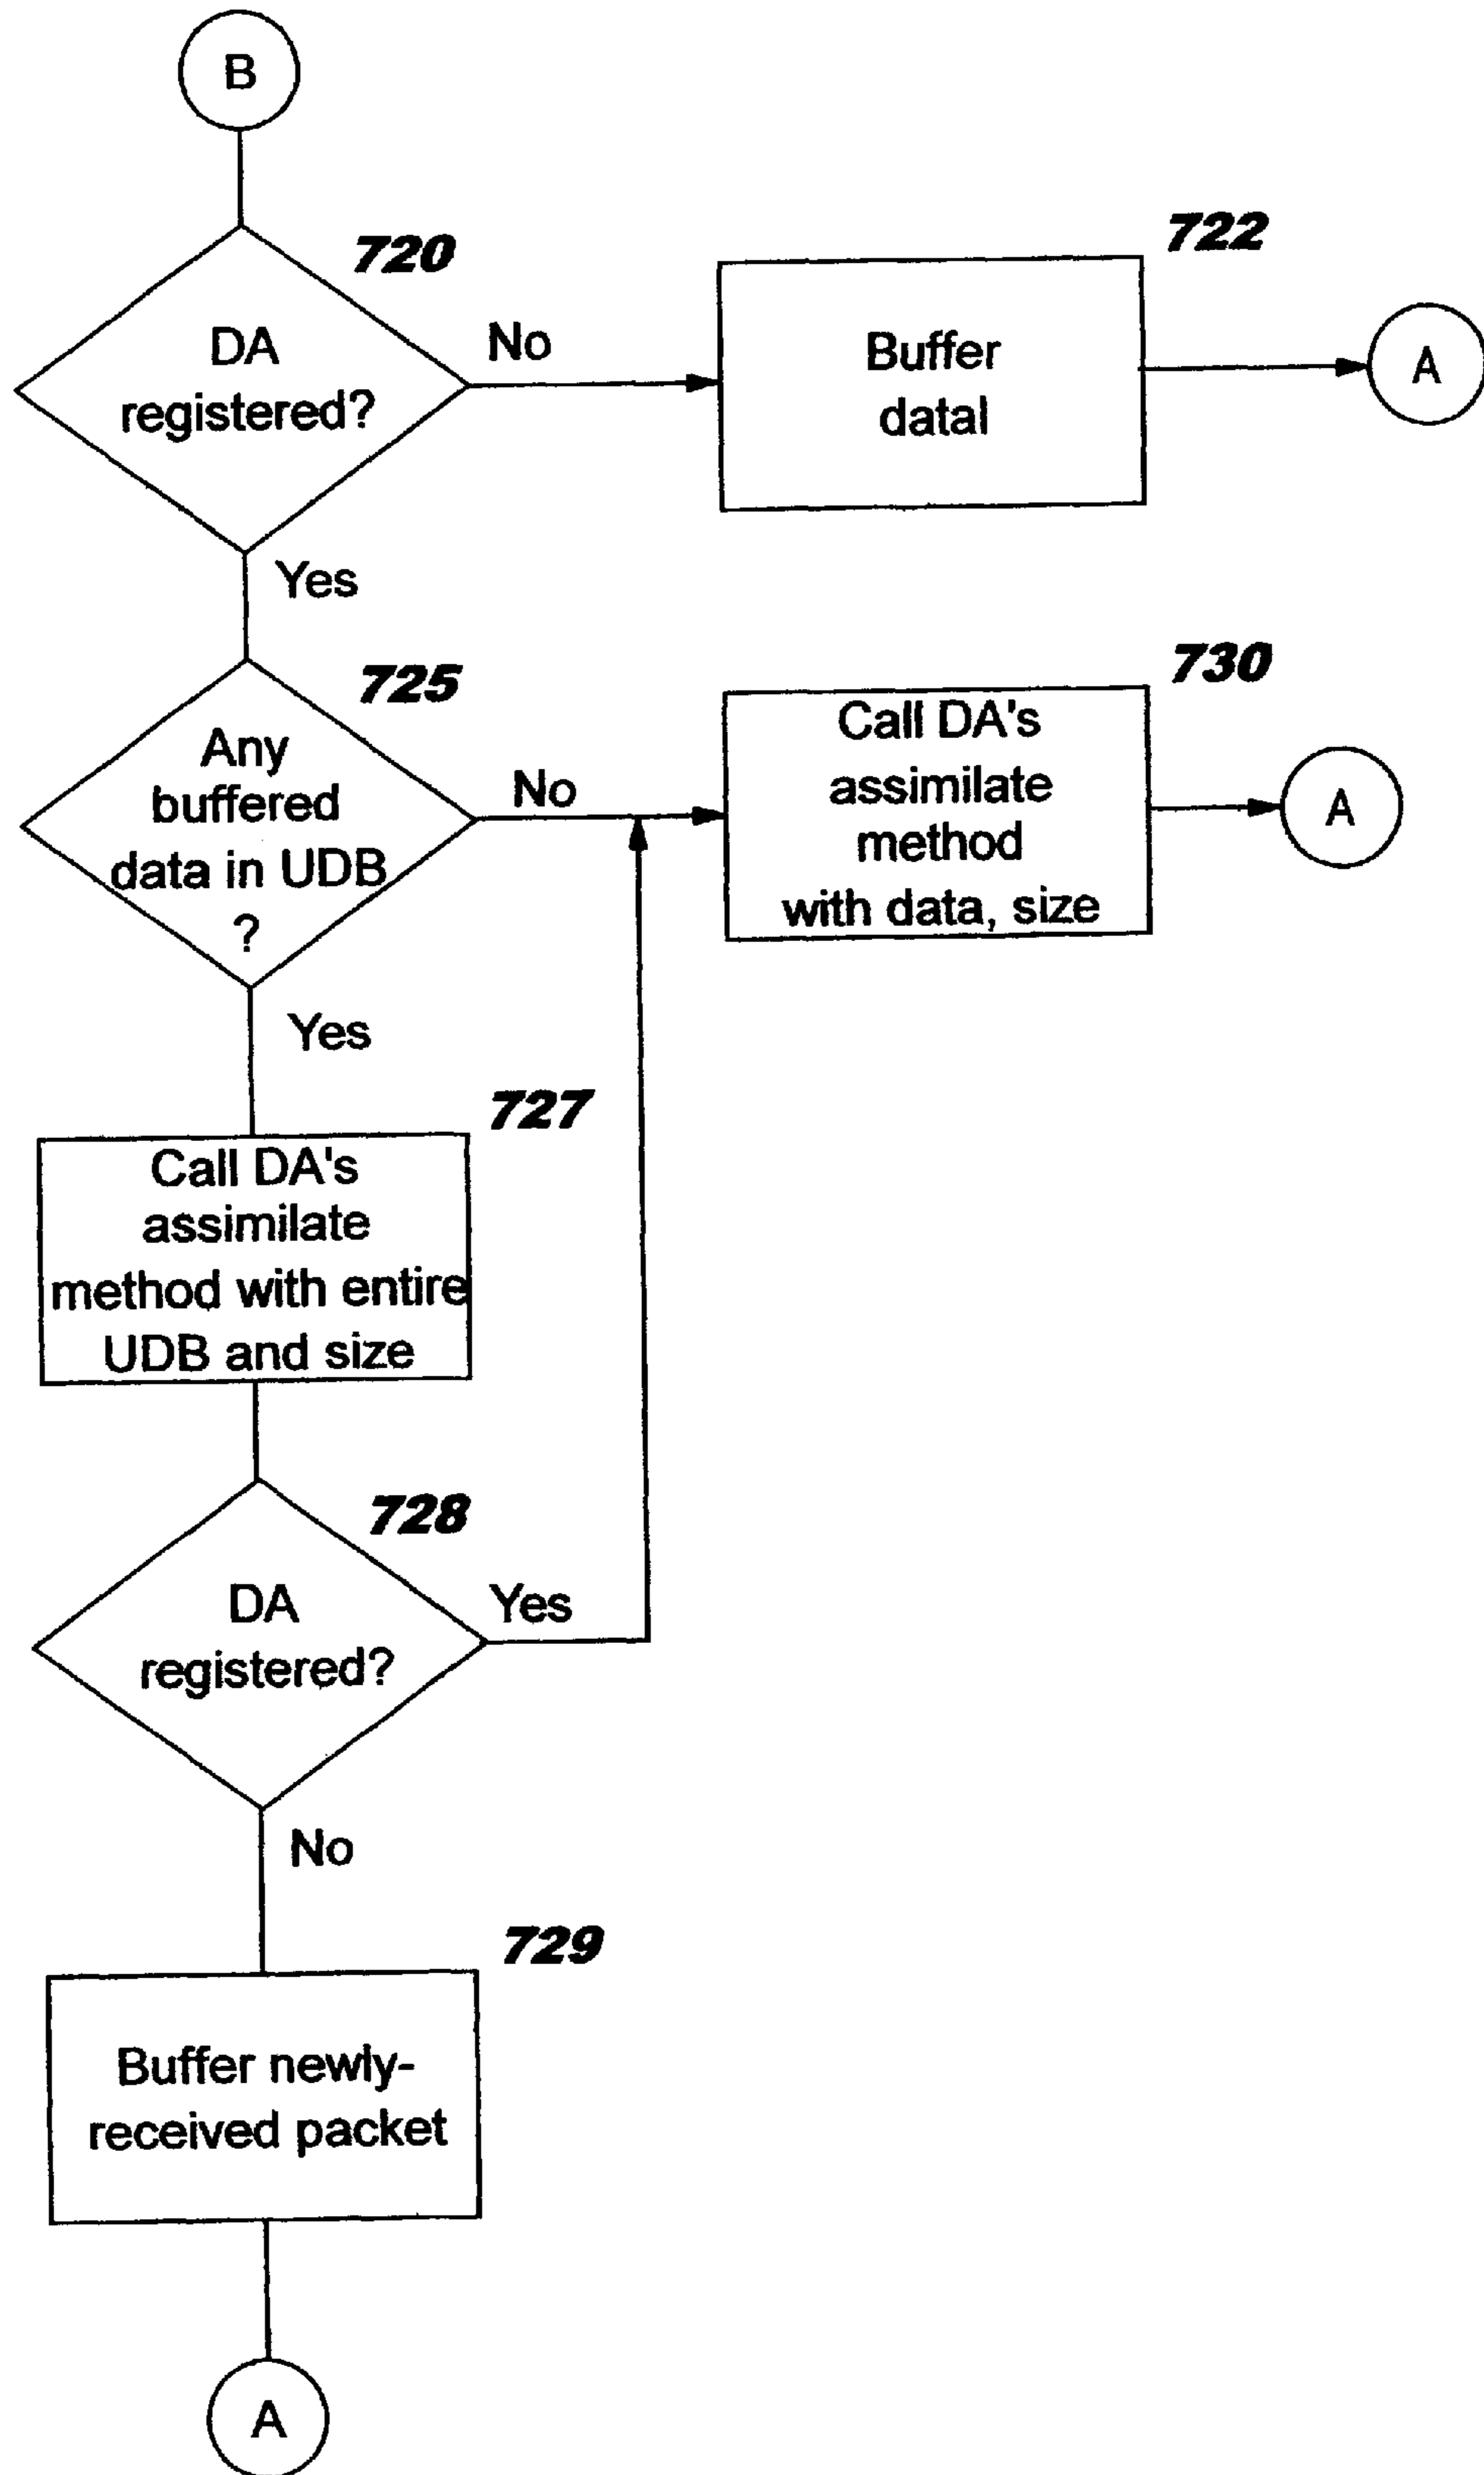 B
720
DA
registered?
No
722
Buffer
datal
A
Yes
725
Any
buffered
data in UDB
?
No
730
Call DA's
assimilate
method
with data, size
A
Yes
727
Call DA's
assimilate
method with entire
UDB and size
728
DA
registered?
Yes
No
729
Buffer newly-
received packet
A